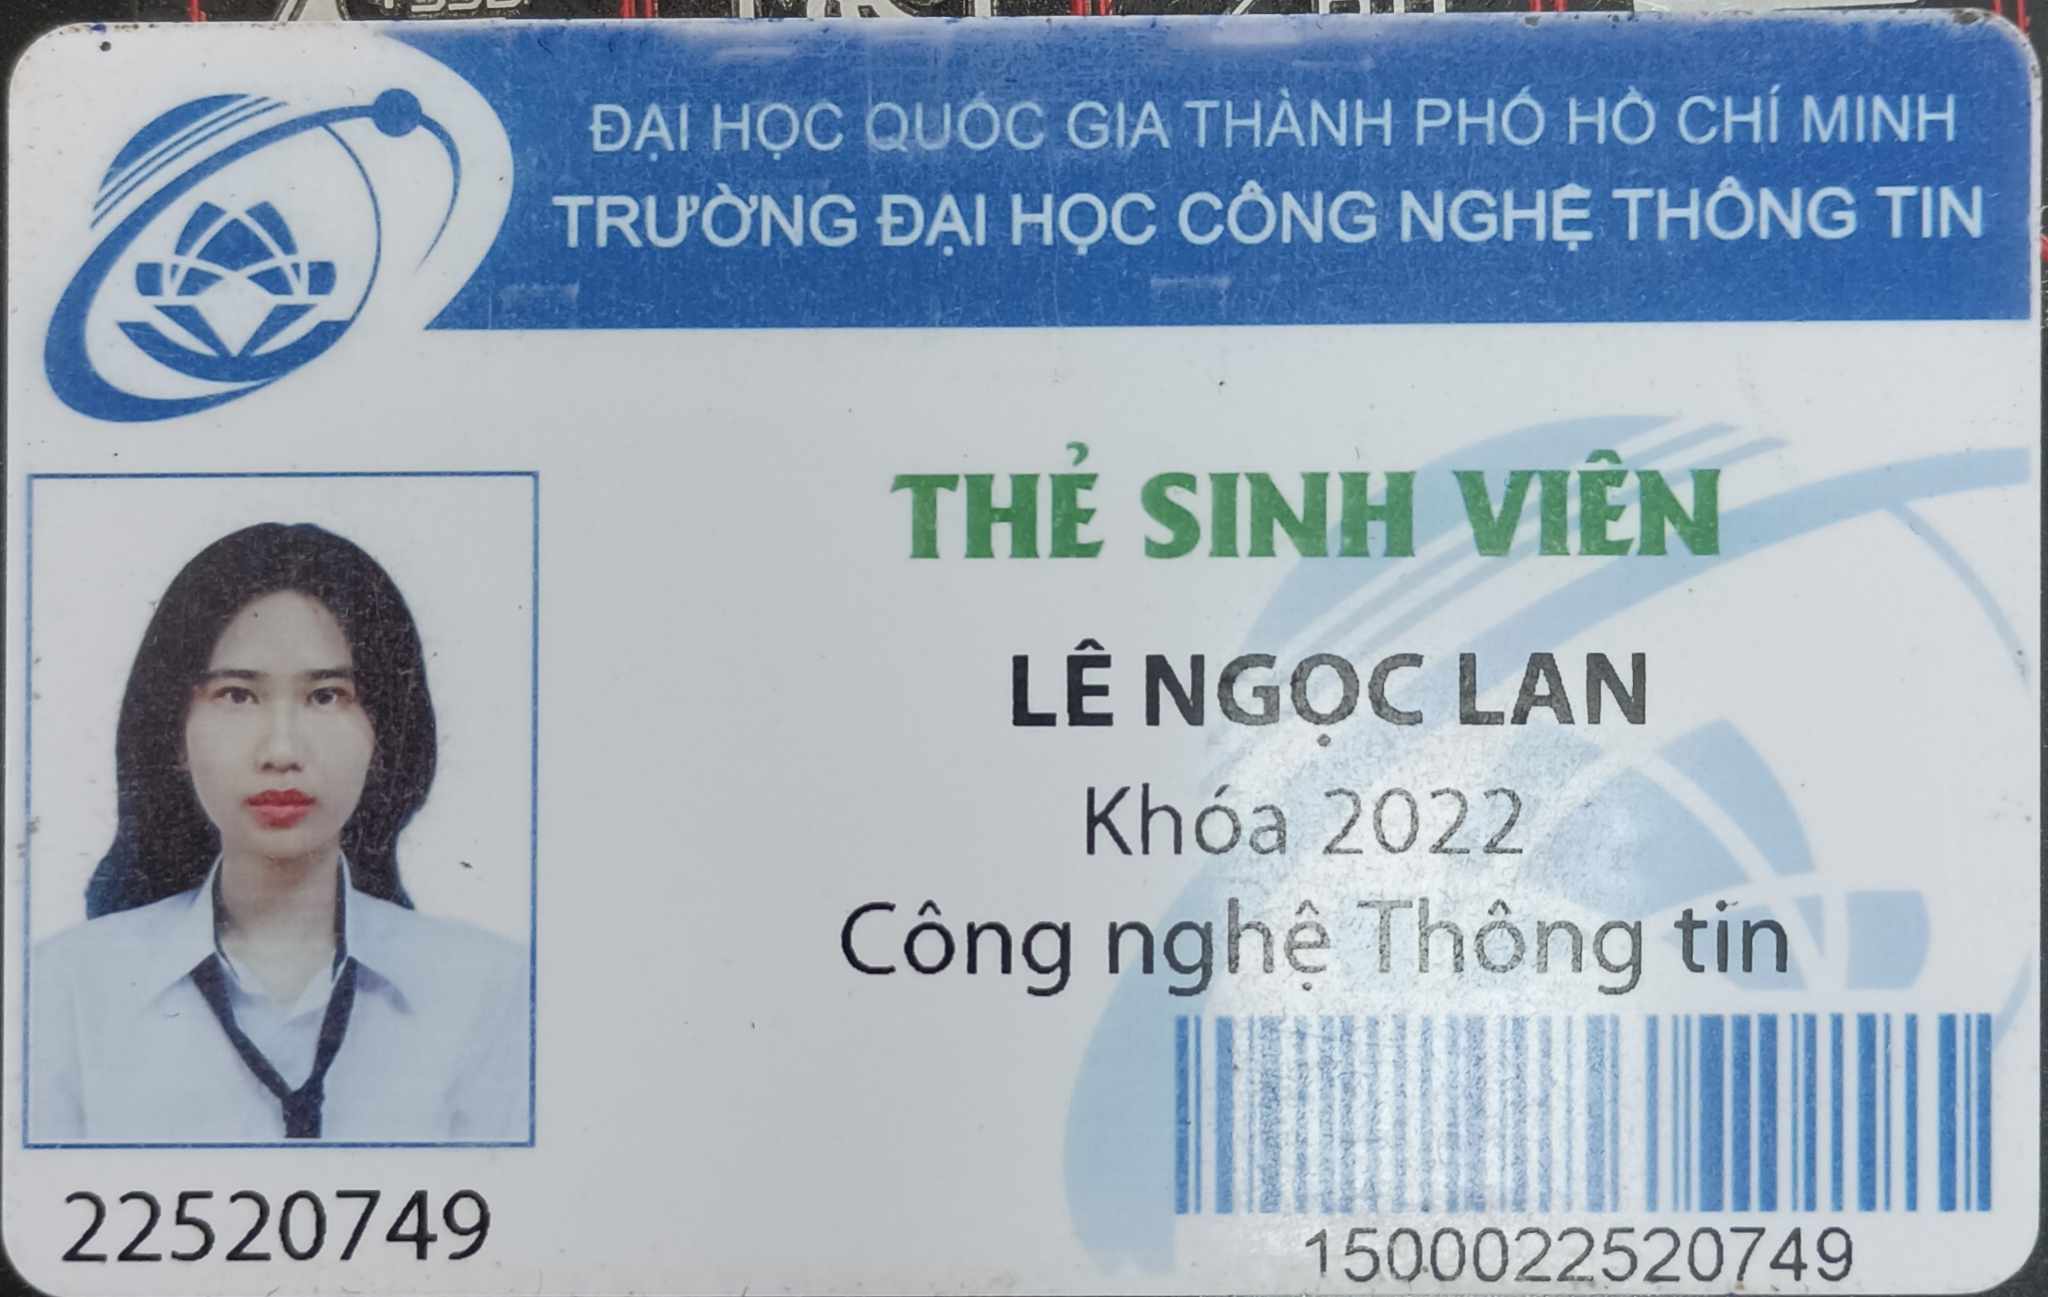 ĐẠI HỌC QUỐC GIA THÀNH PHỐ HỒ CHÍ MINH
TRƯỜNG ĐẠI HỌC CÔNG NGHỆ THÔNG TIN
THẺ SINH VIÊN
LÊ NGỌC LAN
Khóa 2022
Công nghệ Thông tin
22520749
1500022520749